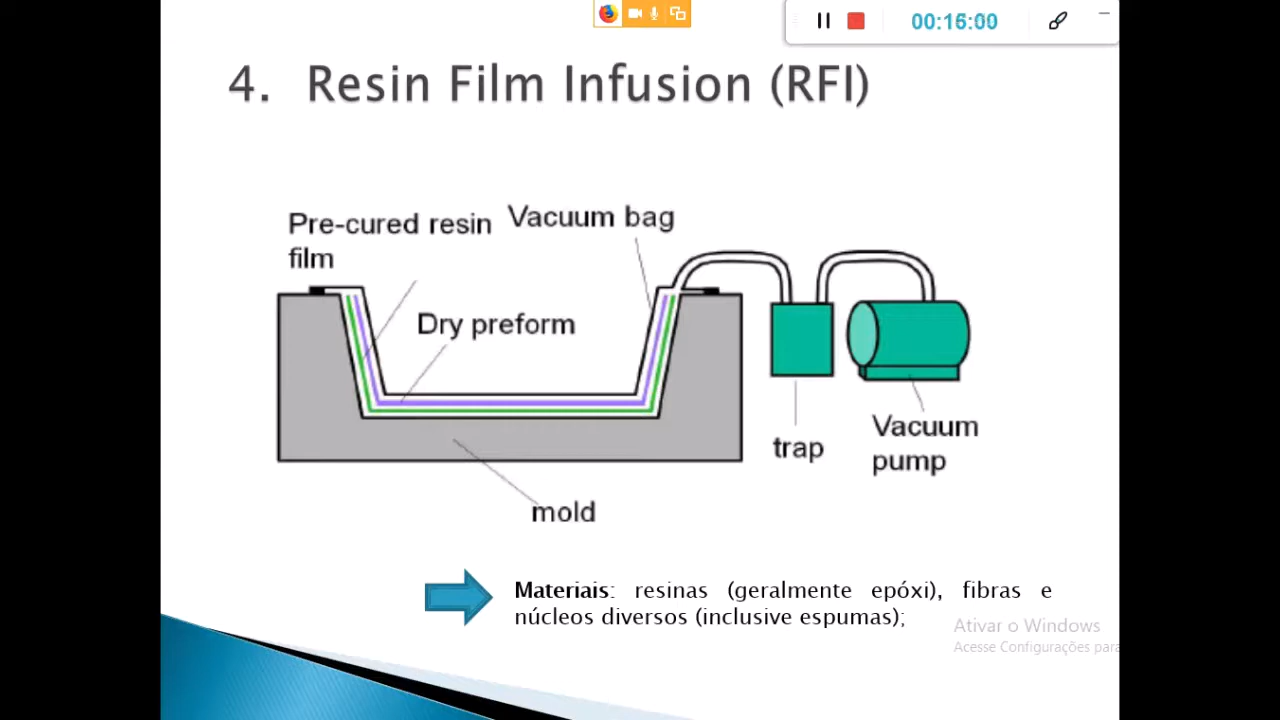 00:16:00
4. Resin Film Infusion (RFI)
Pre-cured resin
film
Vacuum bag
Dry preform
trap
Vacuum
pump
mold
Materiais: resinas (geralmente epóxi), fibras e
núcleos diversos (inclusive espumas);
Ativar o Windows
Acesse Configurações para